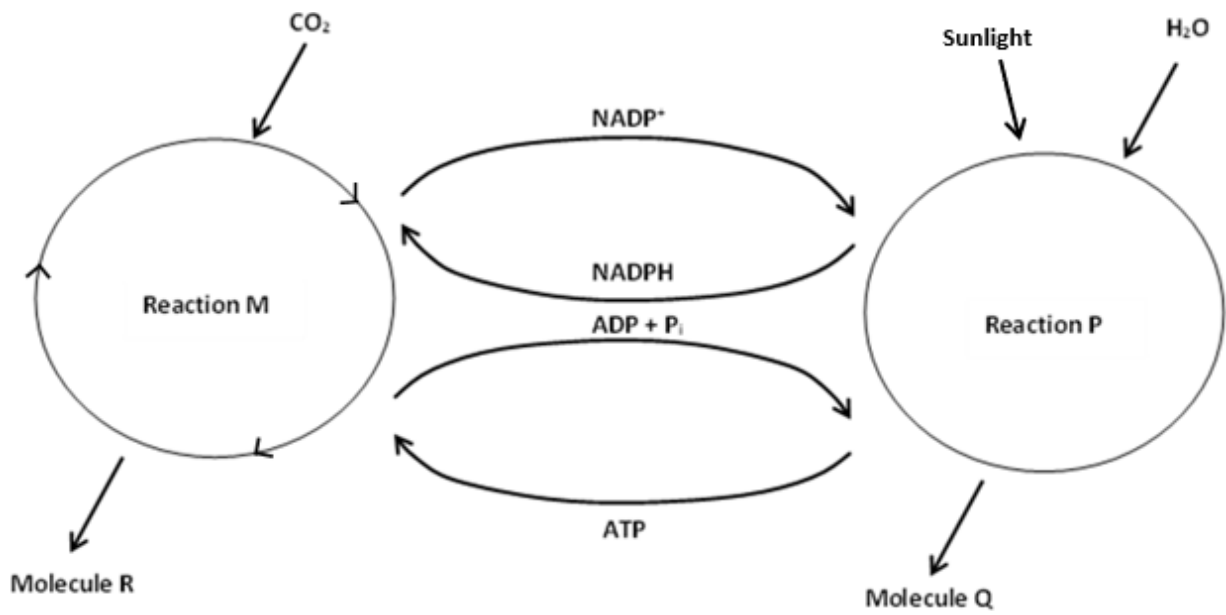 CO₂
Sunlight
H₂O
NADP⁺
NADPH
ADP + Pᵢ
Reaction M
Reaction P
ATP
Molecule R
Molecule Q